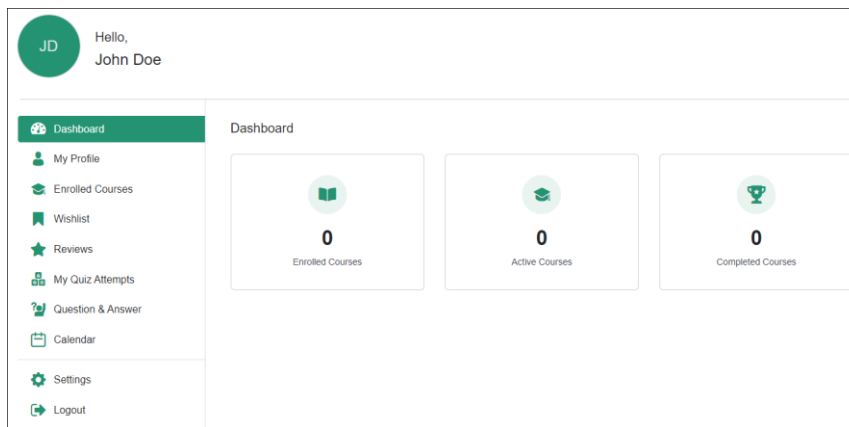 JD
Hello,
John Doe
Dashboard
My Profile
Enrolled Courses
Wishlist
Reviews
My Quiz Attempts
Question & Answer
Calendar
Settings
Logout
Dashboard
0
Enrolled Courses
0
Active Courses
0
Completed Courses